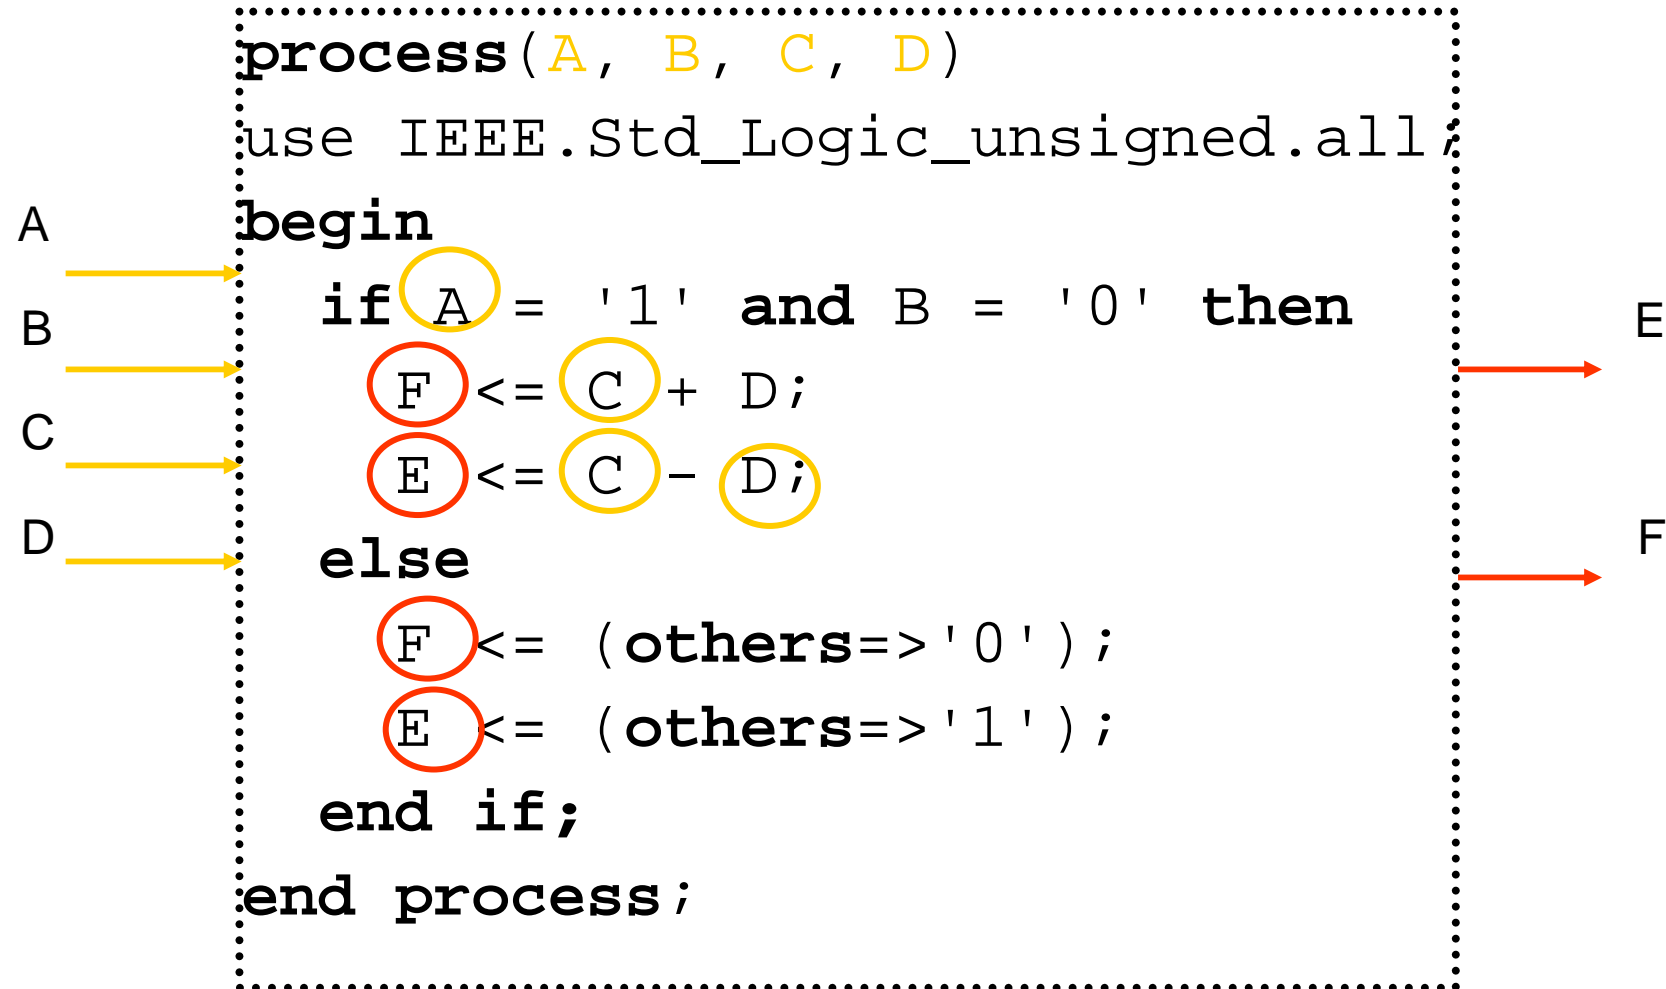 process(A, B, C, D)
use IEEE.Std_Logic_unsigned.all;
begin
if A = '1' and B = '0' then
F <= C + D;
E <= C - D;
else
F <= (others=>'0');
E <= (others=>'1');
end if;
end process;
A
B
C
D
E
F